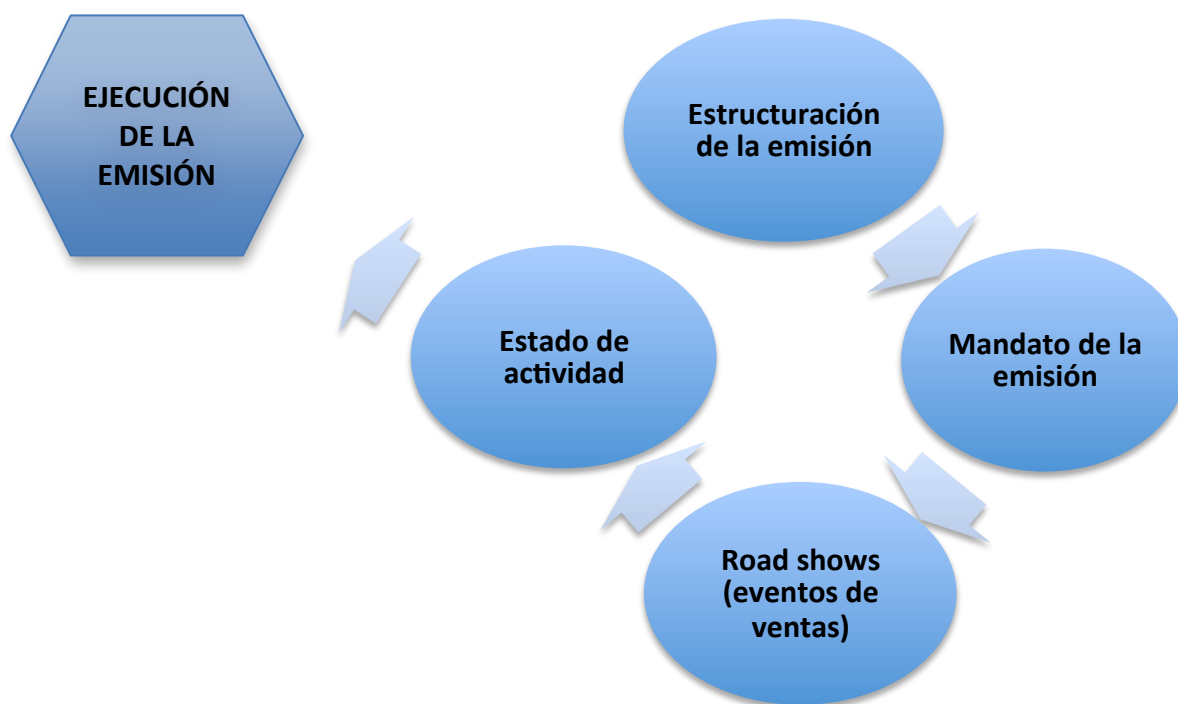 EJECUCIÓN
DE LA
EMISIÓN
Estructuración
de la emisión
Mandato de la
emisión
Road shows
(eventos de
ventas)
Estado de
actividad